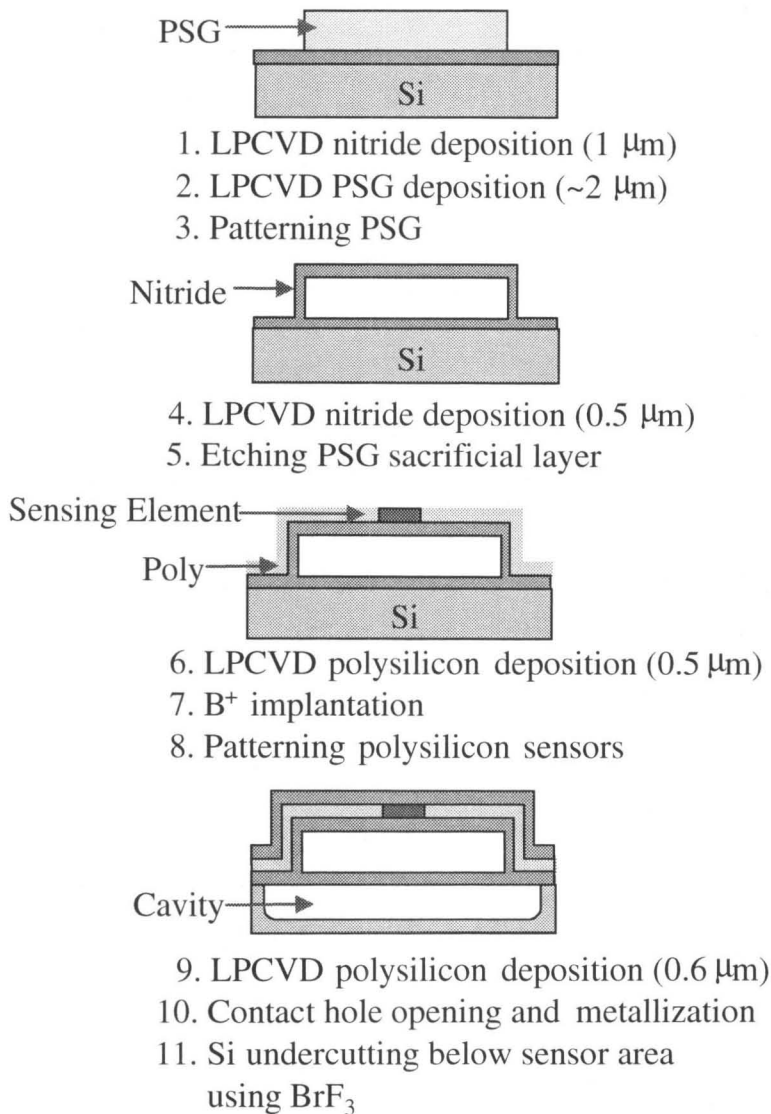 PSG
Si
1. LPCVD nitride deposition (1 μm)
2. LPCVD PSG deposition (~2 μm)
3. Patterning PSG
Nitride
Si
4. LPCVD nitride deposition (0.5 μm)
5. Etching PSG sacrificial layer
Sensing Element
Poly
Si
6. LPCVD polysilicon deposition (0.5 μm)
7. B⁺ implantation
8. Patterning polysilicon sensors
Cavity
9. LPCVD polysilicon deposition (0.6 μm)
10. Contact hole opening and metallization
11. Si undercutting below sensor area
using BrF₃